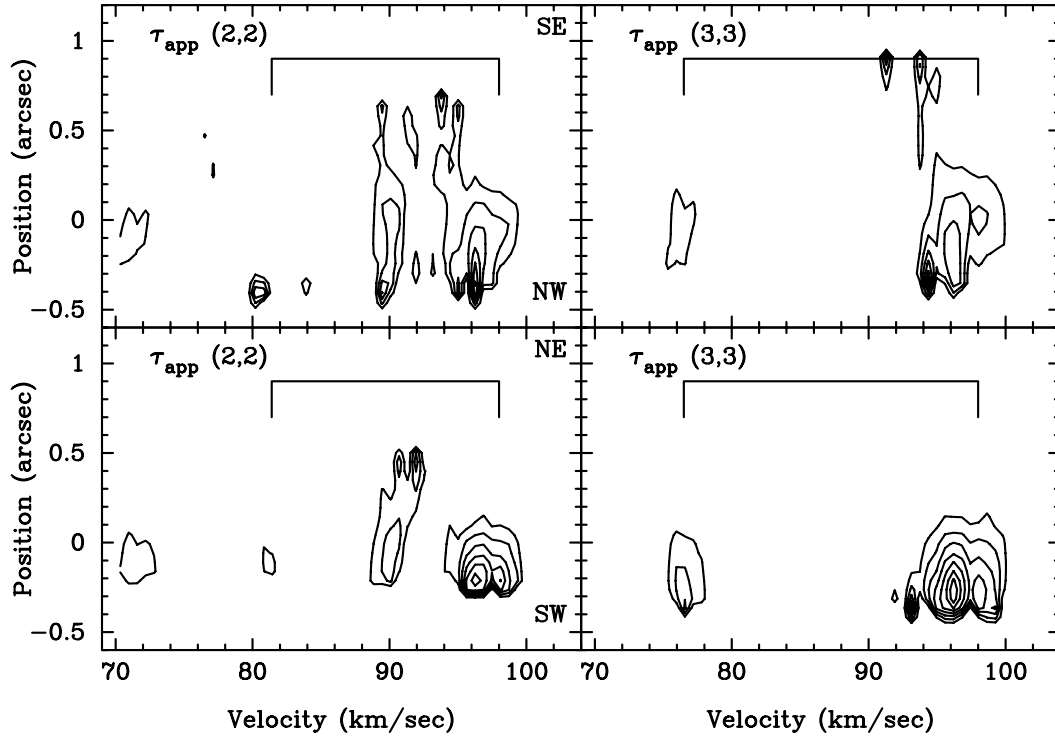 τapp (2,2)
SE
τapp (3,3)
1
0.5
0
−0.5
Position (arcsec)
NW
τapp (2,2)
NE
τapp (3,3)
1
0.5
0
−0.5
Position (arcsec)
SW
70 80 90 100 70 80 90 100
Velocity (km/sec) Velocity (km/sec)